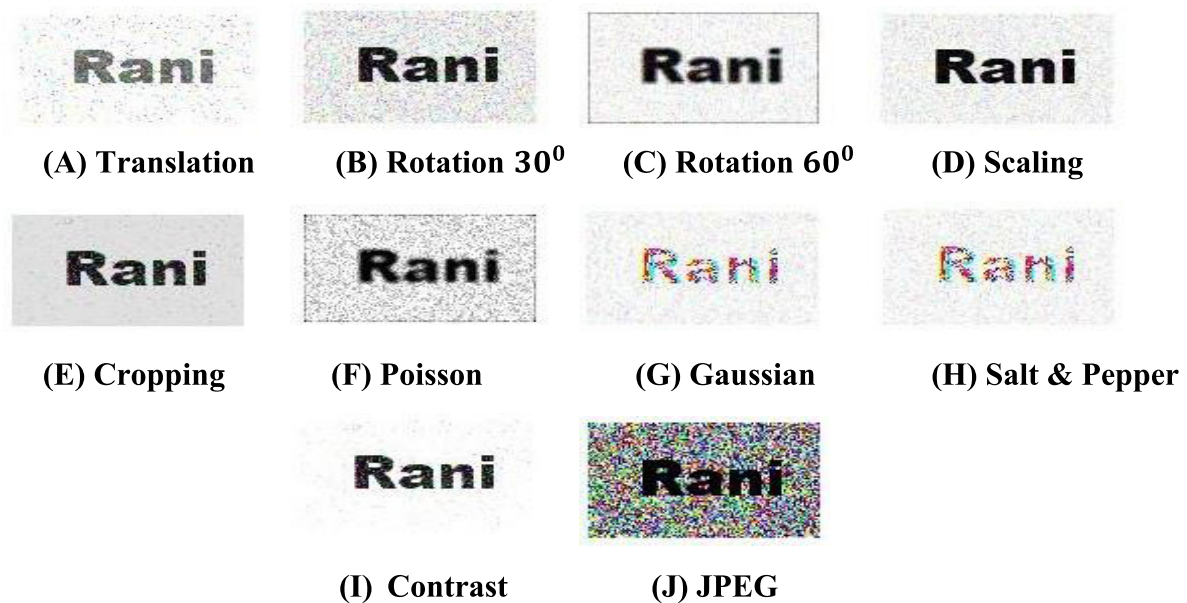 Rani Rani Rani Rani
(A) Translation (B) Rotation 30⁰ (C) Rotation 60⁰ (D) Scaling
Rani Rani Rani Rani
(E) Cropping (F) Poisson (G) Gaussian (H) Salt & Pepper
Rani Rani
(I) Contrast (J) JPEG